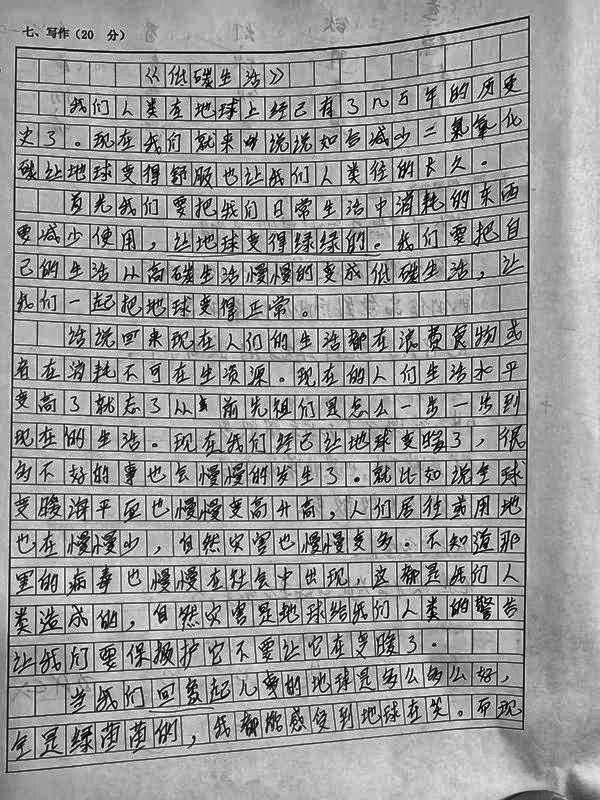 七、写作（20 分）
《低碳生活》
我们人类在地球上经已有了几万年的历史
史了。现在我们就来说说如合减少二氧化
碳让地球变得舒服也让我们人类住的长久。
首先我们要把我们日常生活中消耗的东西
要减少使用，让地球变得绿绿的。我们要把自
己的生活从高碳生活慢慢的变成低碳生活，让
我们一起把地球变得正常。
话说回来现在人们的生活都在浪费食物或
者在消耗不可在生资源。现在的人们生活水平
变高了就忘了从前先祖们是怎么一步一步到
现在的生活。现在我们经已让地球变暖了，很
多不好的事也会慢慢的发生了。就比如说全球
变暖海平面也慢慢变高升高，人们居住或用地
也在慢慢少，自然灾害也慢慢变多。不知道那
里的病毒也慢慢在社会中出现，这都是我们人
类造成的，自然灾害是地球给我们人类的警告
让我们要保护它不要让它在变暖了。
当我们回忆起儿事的地球是多么多么好，
全是绿茵茵的，我都能感受到地球在笑。而现